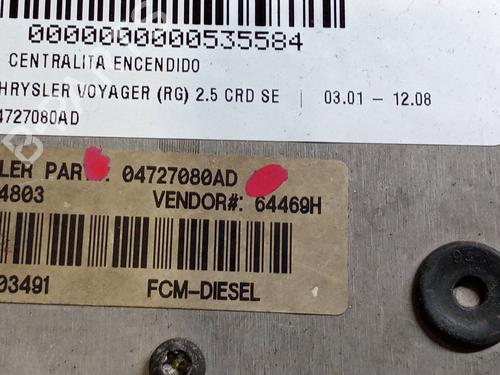 0000000000535584
CENTRALITA ENCENDIDO
HRYSLER VOYAGER (RG) 2.5 CRD SE | 03.01 – 12.08
4727080AD
LER PAR : 04727080AD
4803 VENDOR#: 64469H
03491 FCM-DIESEL